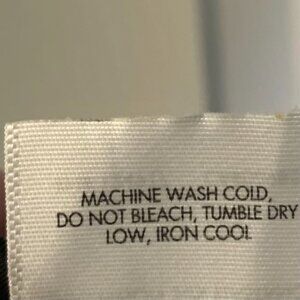 MACHINE WASH COLD,
DO NOT BLEACH, TUMBLE DRY
LOW, IRON COOL